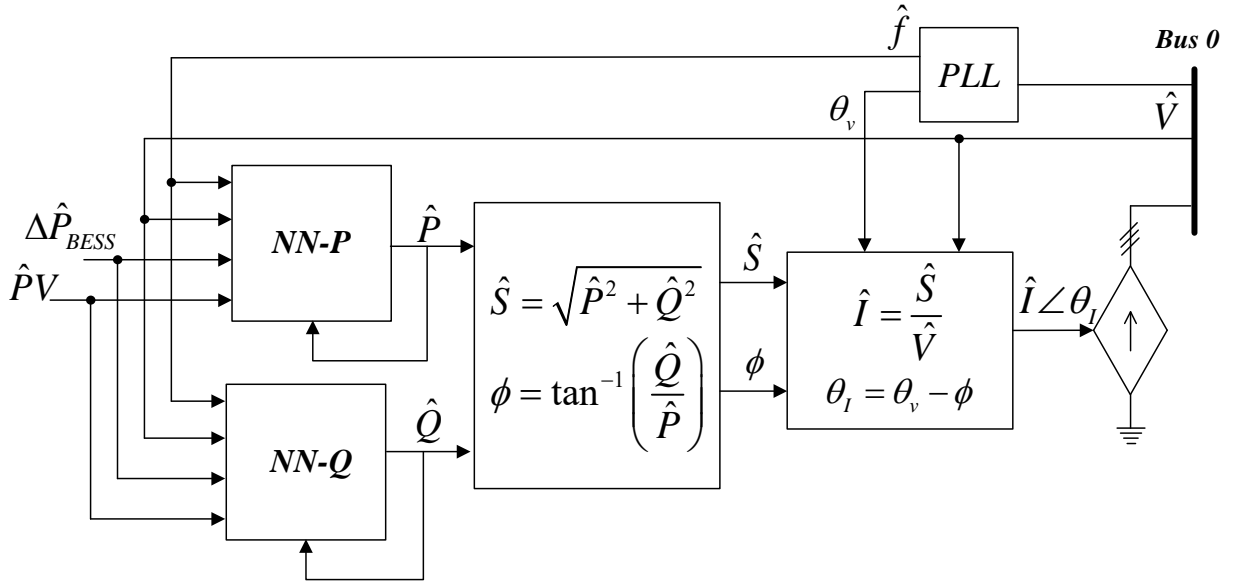 f̂
Bus 0
PLL
θ_v
V̂
ΔP̂_BESS
P̂V
NN-P
P̂
NN-Q
Q̂
Ŝ = √(P̂² + Q̂²)
φ = tan⁻¹(Q̂/P̂)
Ŝ
φ
Î = Ŝ/V̂
θ_I = θ_v − φ
Î∠θ_I